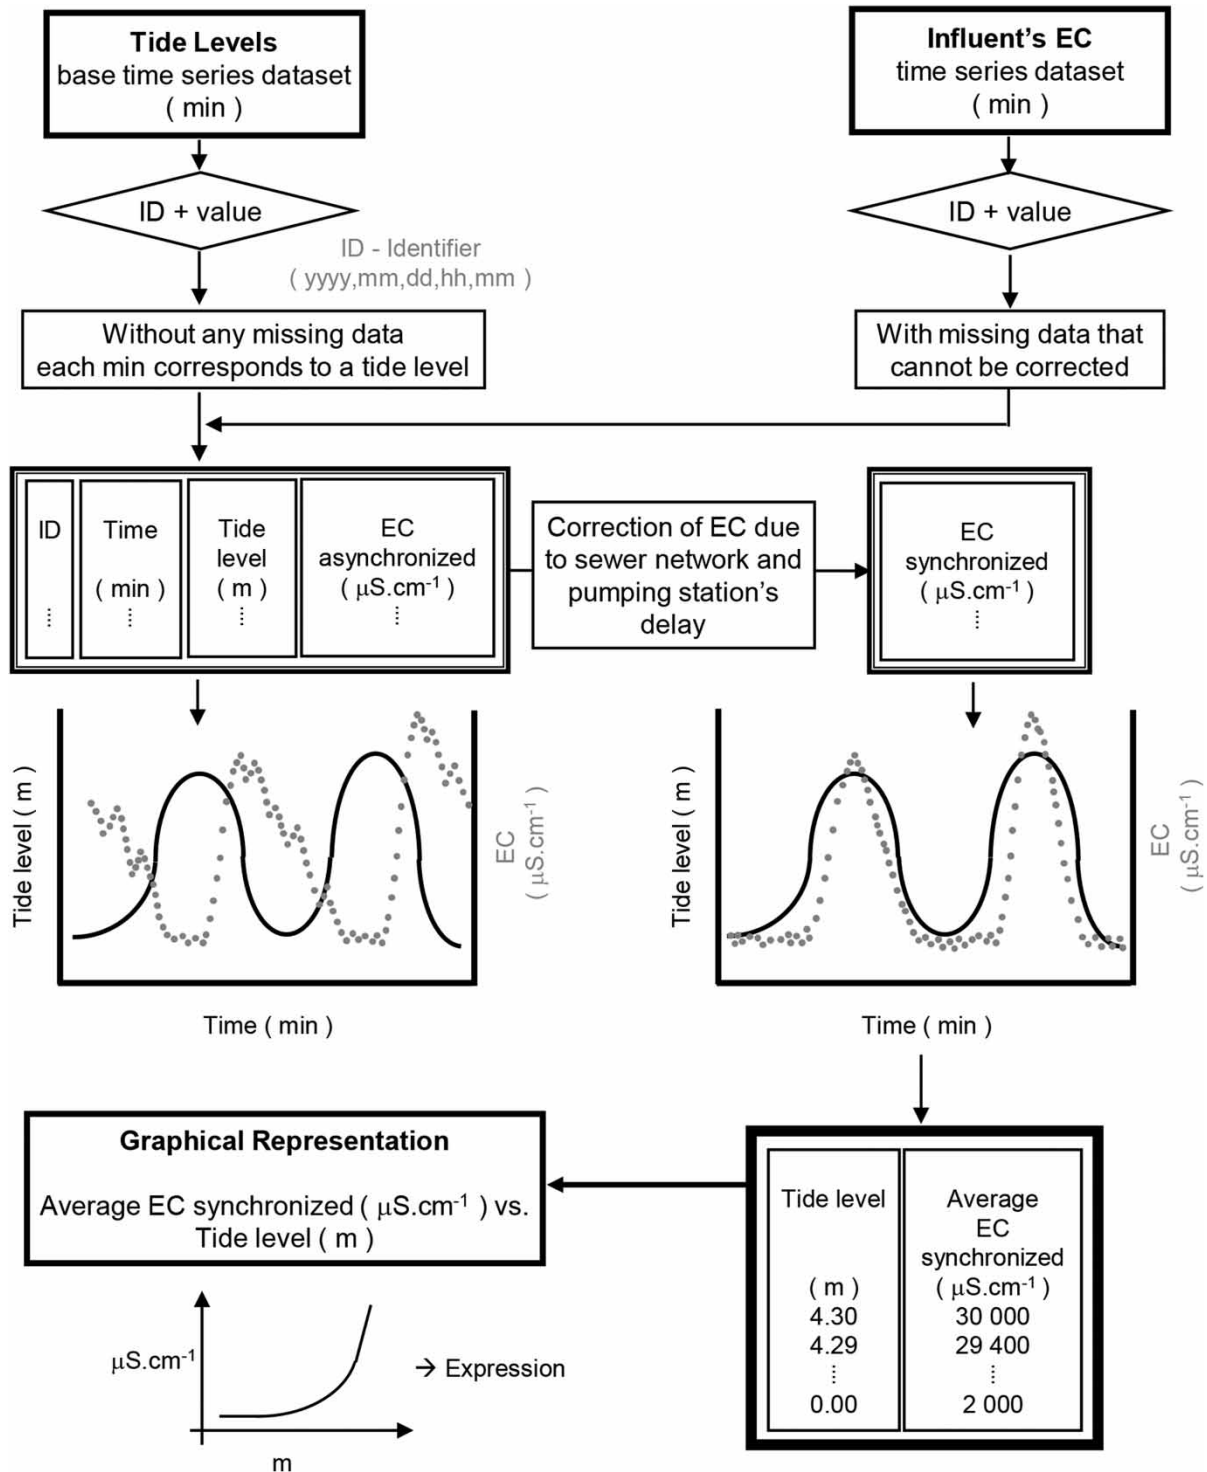 Tide Levels
base time series dataset
( min )
Influent’s EC
time series dataset
( min )
ID + value
ID + value
ID - Identifier
( yyyy,mm,dd,hh,mm )
Without any missing data
each min corresponds to a tide level
With missing data that
cannot be corrected
ID
⋮
Time
( min )
⋮
Tide
level
( m )
⋮
EC
asynchronized
( μS.cm⁻¹ )
⋮
Correction of EC due
to sewer network and
pumping station’s
delay
EC
synchronized
( μS.cm⁻¹ )
⋮
Tide level ( m )
EC
( μS.cm⁻¹ )
Time ( min )
Tide level ( m )
EC
( μS.cm⁻¹ )
Time ( min )
Graphical Representation
Average EC synchronized ( μS.cm⁻¹ ) vs.
Tide level ( m )
μS.cm⁻¹
m
→ Expression
Tide level
( m )
4.30
4.29
⋮
0.00
Average
EC
synchronized
( μS.cm⁻¹ )
30 000
29 400
⋮
2 000